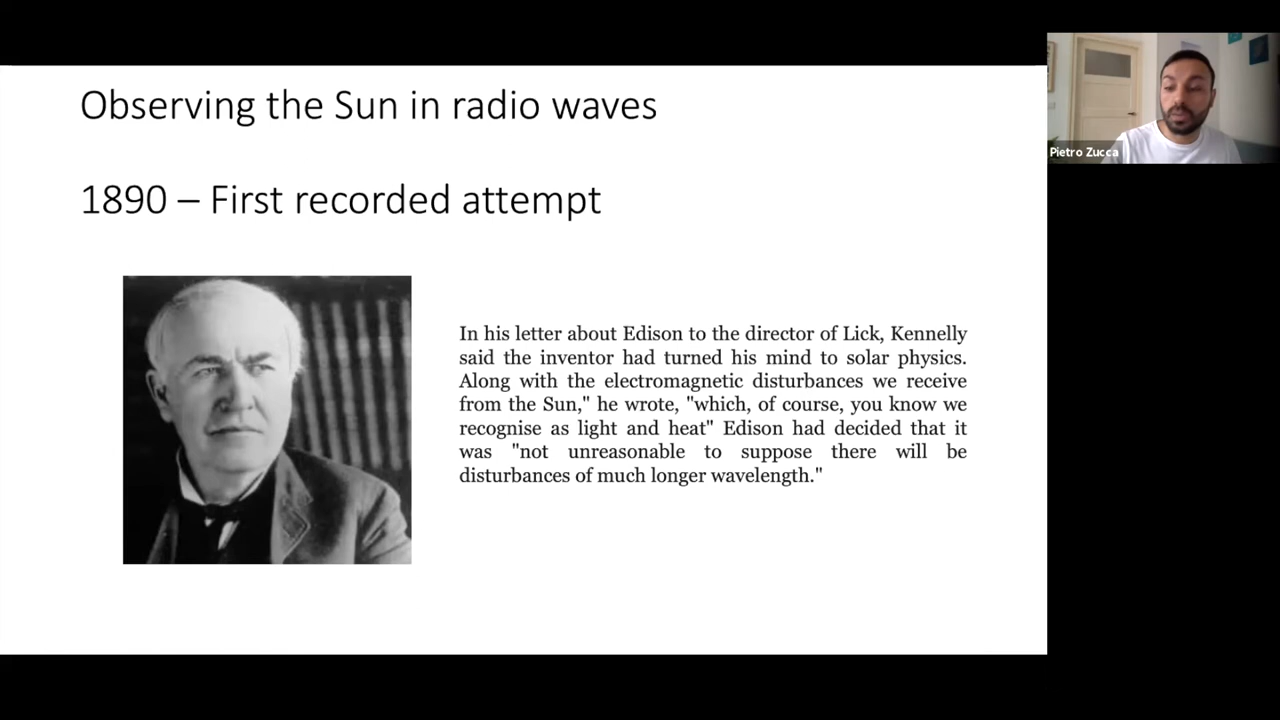 Observing the Sun in radio waves
1890 – First recorded attempt
In his letter about Edison to the director of Lick, Kennelly
said the inventor had turned his mind to solar physics.
Along with the electromagnetic disturbances we receive
from the Sun," he wrote, "which, of course, you know we
recognise as light and heat" Edison had decided that it
was "not unreasonable to suppose there will be
disturbances of much longer wavelength."
Pietro Zucca